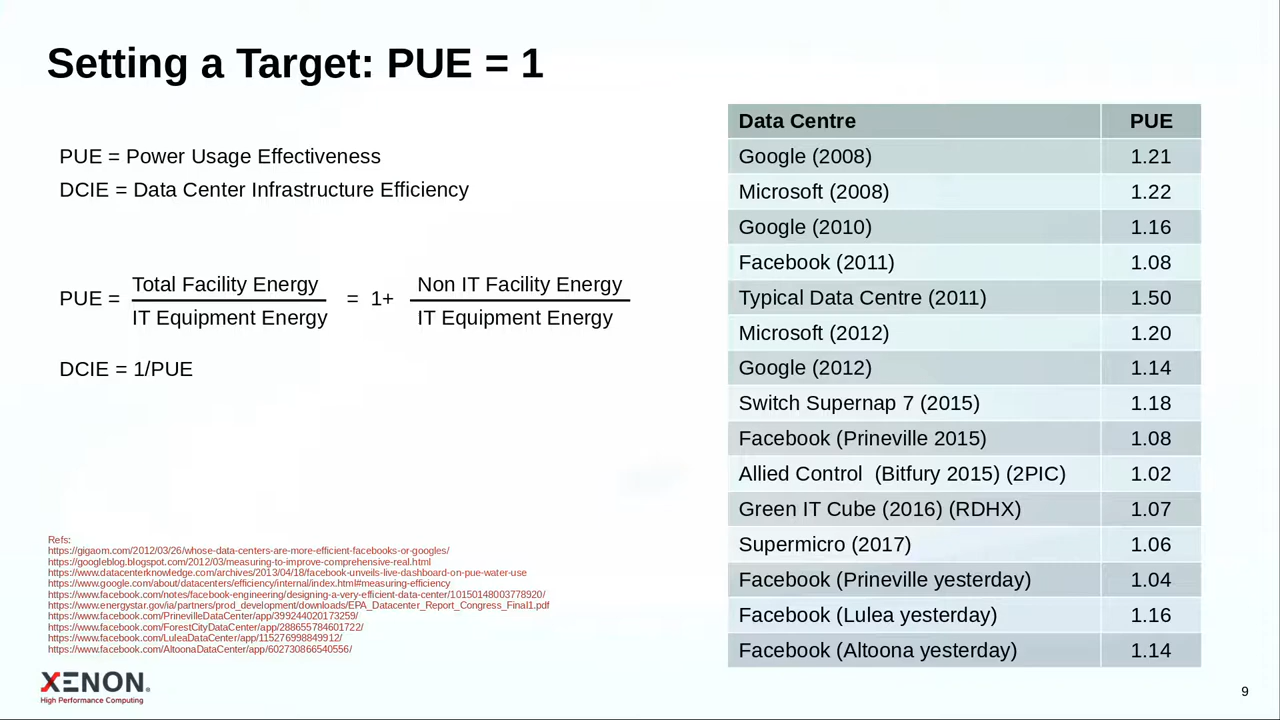 Setting a Target: PUE = 1
PUE = Power Usage Effectiveness
DCIE = Data Center Infrastructure Efficiency
PUE = Total Facility Energy / IT Equipment Energy = 1+ Non IT Facility Energy / IT Equipment Energy
DCIE = 1/PUE
Data Centre PUE
Google (2008) 1.21
Microsoft (2008) 1.22
Google (2010) 1.16
Facebook (2011) 1.08
Typical Data Centre (2011) 1.50
Microsoft (2012) 1.20
Google (2012) 1.14
Switch Supernap 7 (2015) 1.18
Facebook (Prineville 2015) 1.08
Allied Control (Bitfury 2015) (2PIC) 1.02
Green IT Cube (2016) (RDHX) 1.07
Supermicro (2017) 1.06
Facebook (Prineville yesterday) 1.04
Facebook (Lulea yesterday) 1.16
Facebook (Altoona yesterday) 1.14
Refs:
https://gigaom.com/2012/03/26/whose-data-centers-are-more-efficient-facebooks-or-googles/
https://googleblog.blogspot.com/2012/03/measuring-to-improve-comprehensive-real.html
https://www.datacenterknowledge.com/archives/2013/04/18/facebook-unveils-live-dashboard-on-pue-water-use
https://www.google.com/about/datacenters/efficiency/internal/index.html#measuring-efficiency
https://www.facebook.com/notes/facebook-engineering/designing-a-very-efficient-data-center/10150148003778920/
https://www.energystar.gov/ia/partners/prod_development/downloads/EPA_Datacenter_Report_Congress_Final1.pdf
https://www.facebook.com/PrinevilleDataCenter/app/399244020173259/
https://www.facebook.com/ForestCityDataCenter/app/288655784601722/
https://www.facebook.com/LuleaDataCenter/app/115276998849912/
https://www.facebook.com/AltoonaDataCenter/app/602730866540556/
XENON®
High Performance Computing
9